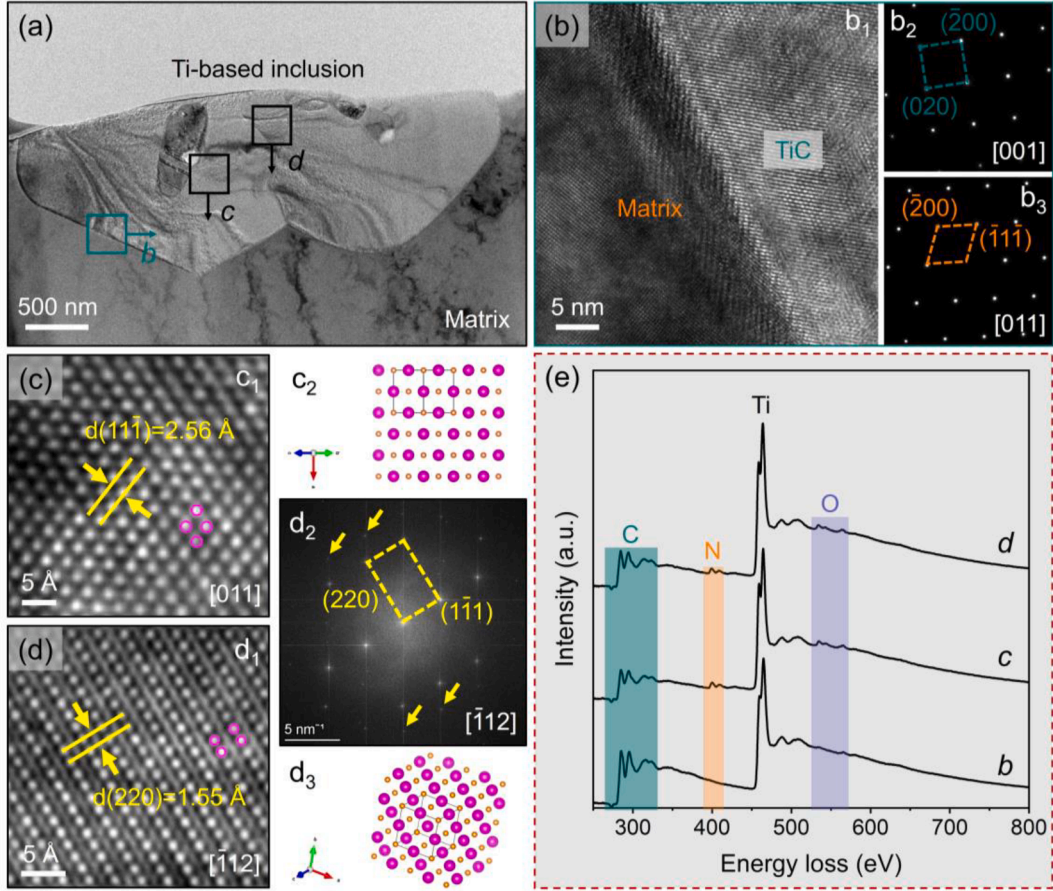 (a)
Ti-based inclusion
d
c
b
500 nm
Matrix
(b)
b₁
TiC
Matrix
5 nm
b₂
(2̄00)
(020)
[001]
b₃
(2̄00)
(1̄11̄)
[011]
(c)
c₁
d(111̄)=2.56 Å
5 Å
[011]
c₂
(d)
d₁
d(220)=1.55 Å
5 Å
[1̄12]
d₂
(220)
(11̄1)
5 nm⁻¹
[1̄12]
d₃
(e)
Ti
C
N
O
d
c
b
Intensity (a.u.)
300 400 500 600 700 800
Energy loss (eV)